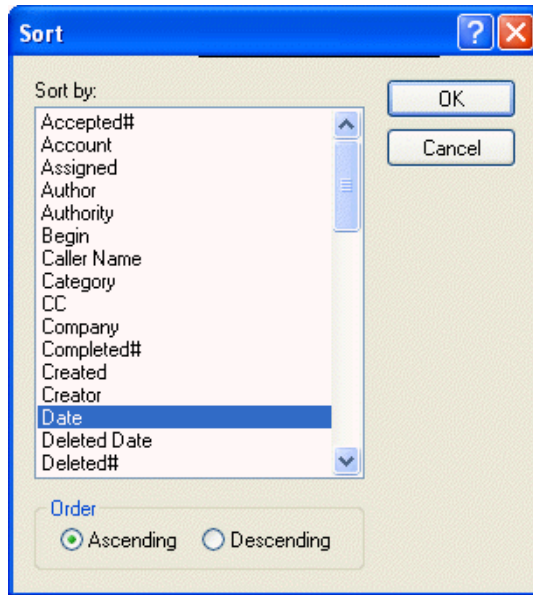 Sort
Sort by:
Accepted#
Account
Assigned
Author
Authority
Begin
Caller Name
Category
CC
Company
Completed#
Created
Creator
Date
Deleted Date
Deleted#
OK
Cancel
Order
Ascending
Descending